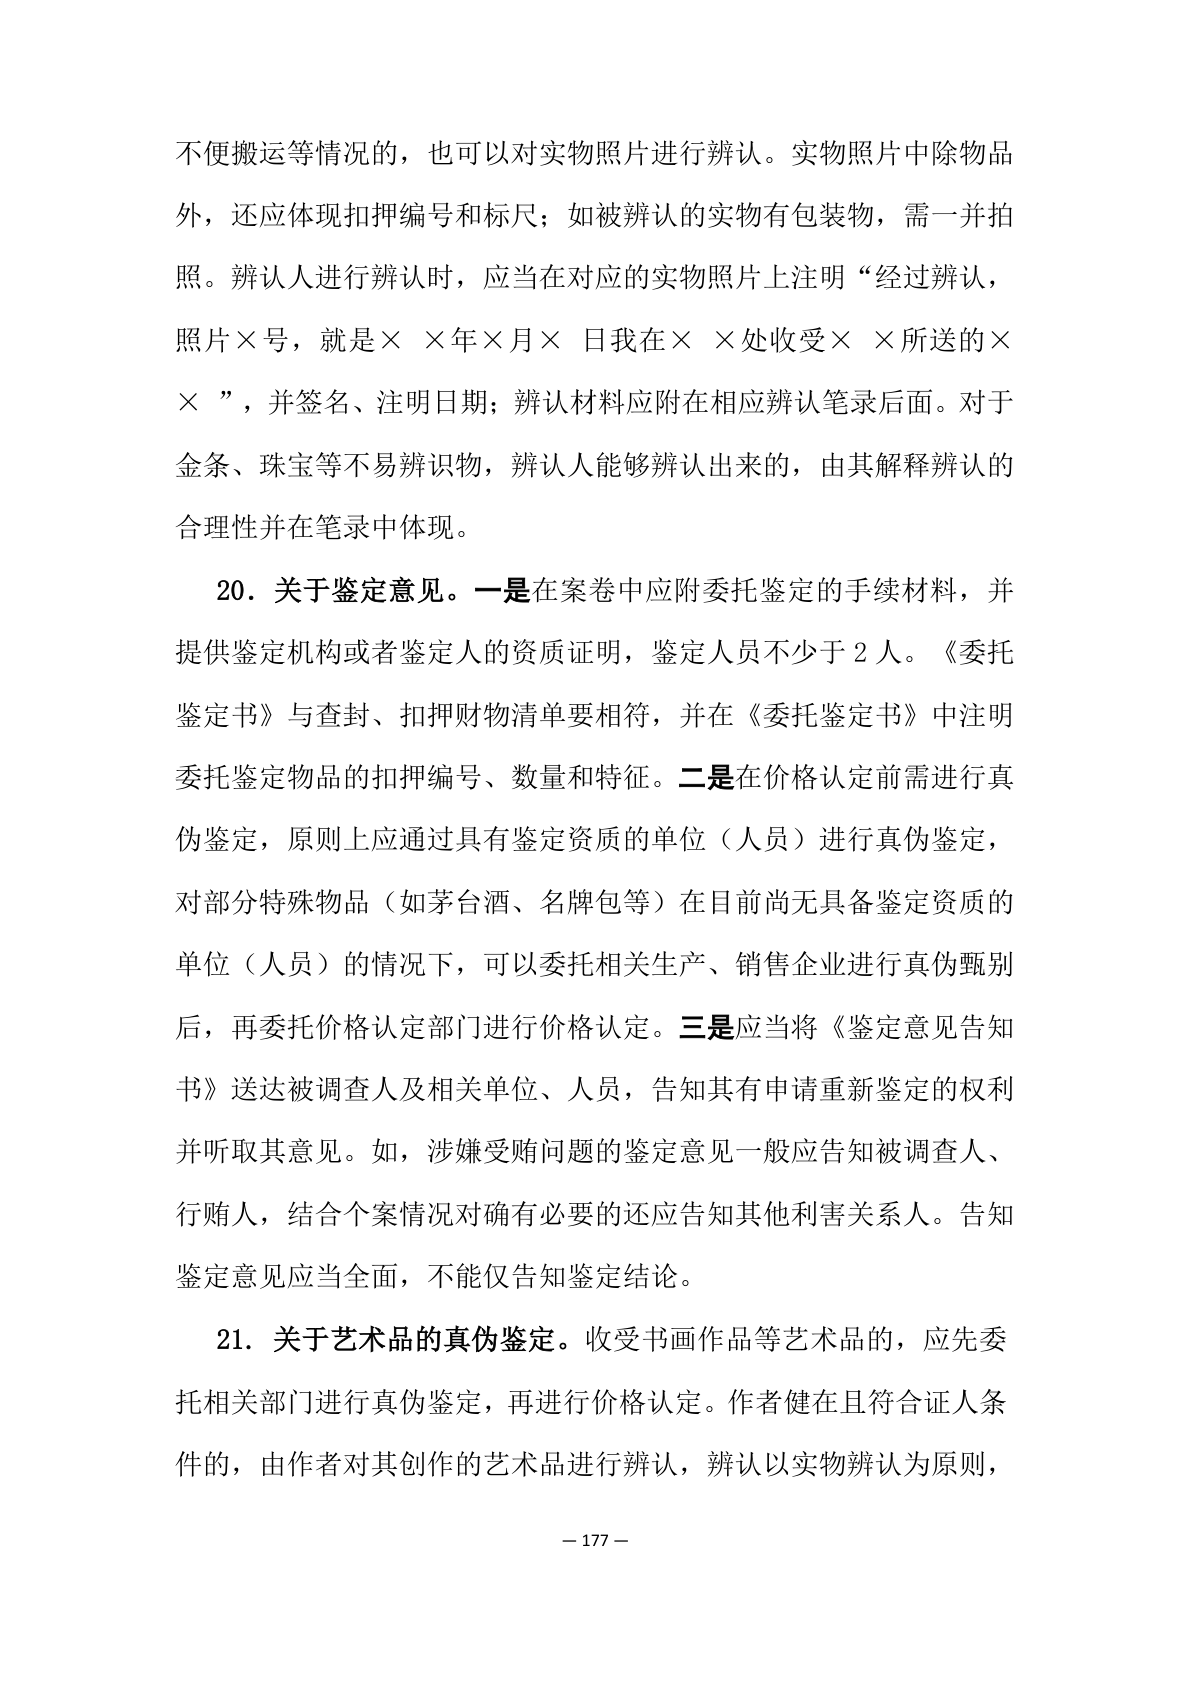 不便搬运等情况的，也可以对实物照片进行辨认。实物照片中除物品
外，还应体现扣押编号和标尺；如被辨认的实物有包装物，需一并拍
照。辨认人进行辨认时，应当在对应的实物照片上注明“经过辨认，
照片×号，就是× ×年×月× 日我在× ×处收受× ×所送的×
× ”，并签名、注明日期；辨认材料应附在相应辨认笔录后面。对于
金条、珠宝等不易辨识物，辨认人能够辨认出来的，由其解释辨认的
合理性并在笔录中体现。
20．关于鉴定意见。一是在案卷中应附委托鉴定的手续材料，并
提供鉴定机构或者鉴定人的资质证明，鉴定人员不少于 2 人。《委托
鉴定书》与查封、扣押财物清单要相符，并在《委托鉴定书》中注明
委托鉴定物品的扣押编号、数量和特征。二是在价格认定前需进行真
伪鉴定，原则上应通过具有鉴定资质的单位（人员）进行真伪鉴定，
对部分特殊物品（如茅台酒、名牌包等）在目前尚无具备鉴定资质的
单位（人员）的情况下，可以委托相关生产、销售企业进行真伪甄别
后，再委托价格认定部门进行价格认定。三是应当将《鉴定意见告知
书》送达被调查人及相关单位、人员，告知其有申请重新鉴定的权利
并听取其意见。如，涉嫌受贿问题的鉴定意见一般应告知被调查人、
行贿人，结合个案情况对确有必要的还应告知其他利害关系人。告知
鉴定意见应当全面，不能仅告知鉴定结论。
21. 关于艺术品的真伪鉴定。收受书画作品等艺术品的，应先委
托相关部门进行真伪鉴定，再进行价格认定。作者健在且符合证人条
件的，由作者对其创作的艺术品进行辨认，辨认以实物辨认为原则，
— 177 —